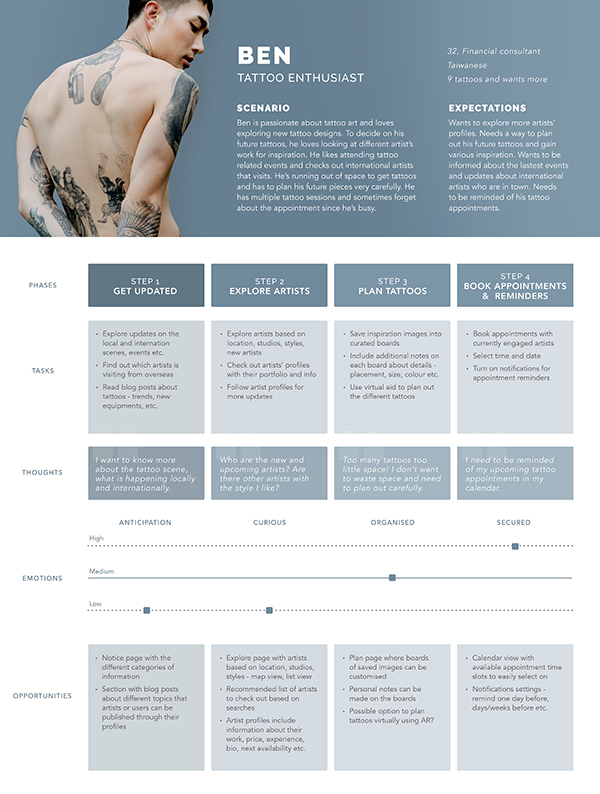 BEN
TATTOO ENTHUSIAST
32, Financial consultant
Taiwanese
9 tattoos and wants more
SCENARIO
Ben is passionate about tattoo art and loves
exploring new tattoo designs. To decide on his
future tattoos, he loves looking at different artist's
work for inspiration. He likes attending tattoo
related events and checks out international artists
that visits. He's running out of space to get tattoos
and has to plan his future pieces very carefully. He
has multiple tattoo sessions and sometimes forget
about the appointment since he's busy.
EXPECTATIONS
Wants to explore more artists'
profiles. Needs a way to plan
out his future tattoos and gain
various inspiration. Wants to be
informed about the lastest events
and updates about international
artists who are in town. Needs
to be reminded of his tattoo
appointments.
PHASES
STEP 1
GET UPDATED
STEP 2
EXPLORE ARTISTS
STEP 3
PLAN TATTOOS
STEP 4
BOOK APPOINTMENTS
& REMINDERS
TASKS
• Explore updates on the
local and internation
scenes, events etc.
• Find out which artists is
visiting from overseas
• Read blog posts about
tattoos - trends, new
equipments, etc.
• Explore artists based on
location, studios, styles,
new artists
• Check out artists' profiles
with their portfolio and info
• Follow artist profiles for
more updates
• Save inspiration images into
curated boards
• Include additional notes on
each board about details -
placement, size, colour etc.
• Use virtual aid to plan out
the different tattoos
• Book appointments with
currently engaged artists
• Select time and date
• Turn on notifications for
appointment reminders
THOUGHTS
I want to know more
about the tattoo scene,
what is happening locally
and internationally.
Who are the new and
upcoming artists? Are
there other artists with
the style I like?
Too many tattoos too
little space! I don't want
to waste space and need
to plan out carefully.
I need to be reminded
of my upcoming tattoo
appointments in my
calendar.
ANTICIPATION
CURIOUS
ORGANISED
SECURED
EMOTIONS
High
Medium
Low
OPPORTUNITIES
• Notice page with the
different categories of
information
• Section with blog posts
about different topics that
artists or users can be
published through their
profiles
• Explore page with artists
based on location, studios,
styles - map view, list view
• Recommended list of artists
to check out based on
searches
• Artist profiles include
information about their
work, price, experience,
bio, next availability etc.
• Plan page where boards
of saved images can be
customised
• Personal notes can be
made on the boards
• Possible option to plan
tattoos virtually using AR?
• Calendar view with
available appointment time
slots to easily select on
• Notifications settings -
remind one day before,
days/weeks before etc.